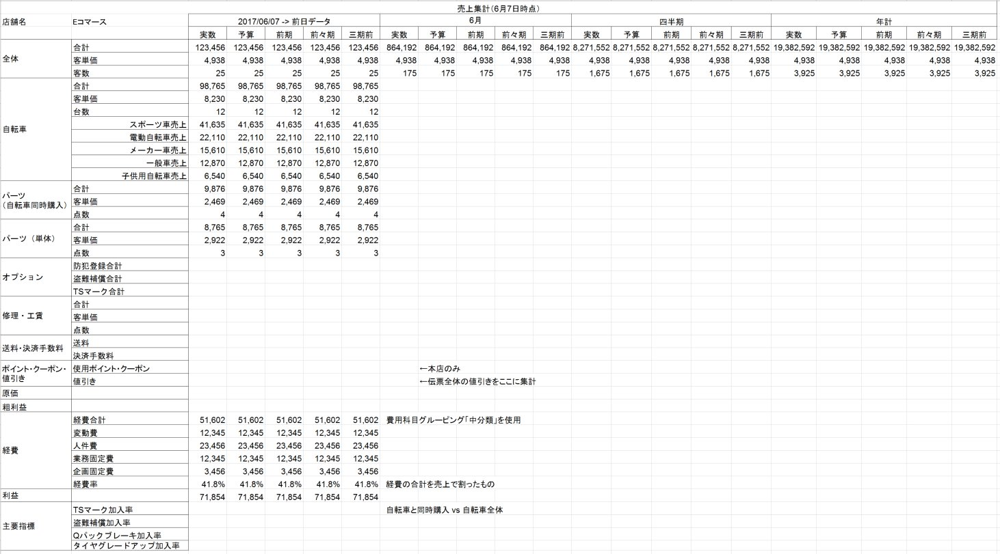 売上集計(6月7日時点)
店舗名 Eコマース 2017/06/07 -> 前日データ 6月 四半期 年計
実数 予算 前期 前々期 三期前 実数 予算 前期 前々期 三期前 実数 予算 前期 前々期 三期前 実数 予算 前期 前々期 三期前
全体
合計 123,456 123,456 123,456 123,456 123,456 864,192 864,192 864,192 864,192 864,192 8,271,552 8,271,552 8,271,552 8,271,552 8,271,552 19,382,592 19,382,592 19,382,592 19,382,592 19,382,592
客単価 4,938 4,938 4,938 4,938 4,938 4,938 4,938 4,938 4,938 4,938 4,938 4,938 4,938 4,938 4,938 4,938 4,938 4,938 4,938 4,938
客数 25 25 25 25 25 175 175 175 175 175 1,675 1,675 1,675 1,675 1,675 3,925 3,925 3,925 3,925 3,925
自転車
合計 98,765 98,765 98,765 98,765 98,765
客単価 8,230 8,230 8,230 8,230 8,230
台数 12 12 12 12 12
スポーツ車売上 41,635 41,635 41,635 41,635 41,635
電動自転車売上 22,110 22,110 22,110 22,110 22,110
メーカー車売上 15,610 15,610 15,610 15,610 15,610
一般車売上 12,870 12,870 12,870 12,870 12,870
子供用自転車売上 6,540 6,540 6,540 6,540 6,540
パーツ
(自転車同時購入)
合計 9,876 9,876 9,876 9,876 9,876
客単価 2,469 2,469 2,469 2,469 2,469
点数 4 4 4 4 4
パーツ（単体）
合計 8,765 8,765 8,765 8,765 8,765
客単価 2,922 2,922 2,922 2,922 2,922
点数 3 3 3 3 3
オプション
防犯登録合計
盗難補償合計
TSマーク合計
修理・工賃
合計
客単価
点数
送料・決済手数料
送料
決済手数料
ポイント・クーポン・
値引き
使用ポイント・クーポン ←本店のみ
値引き ←伝票全体の値引きをここに集計
原価
粗利益
経費
経費合計 51,602 51,602 51,602 51,602 51,602 費用科目グルーピング「中分類」を使用
変動費 12,345 12,345 12,345 12,345 12,345
人件費 23,456 23,456 23,456 23,456 23,456
業務固定費 12,345 12,345 12,345 12,345 12,345
企画固定費 3,456 3,456 3,456 3,456 3,456
経費率 41.8% 41.8% 41.8% 41.8% 41.8% 経費の合計を売上で割ったもの
利益 71,854 71,854 71,854 71,854 71,854
主要指標
TSマーク加入率 自転車と同時購入 vs 自転車全体
盗難補償加入率
Qバックブレーキ加入率
タイヤグレードアップ加入率